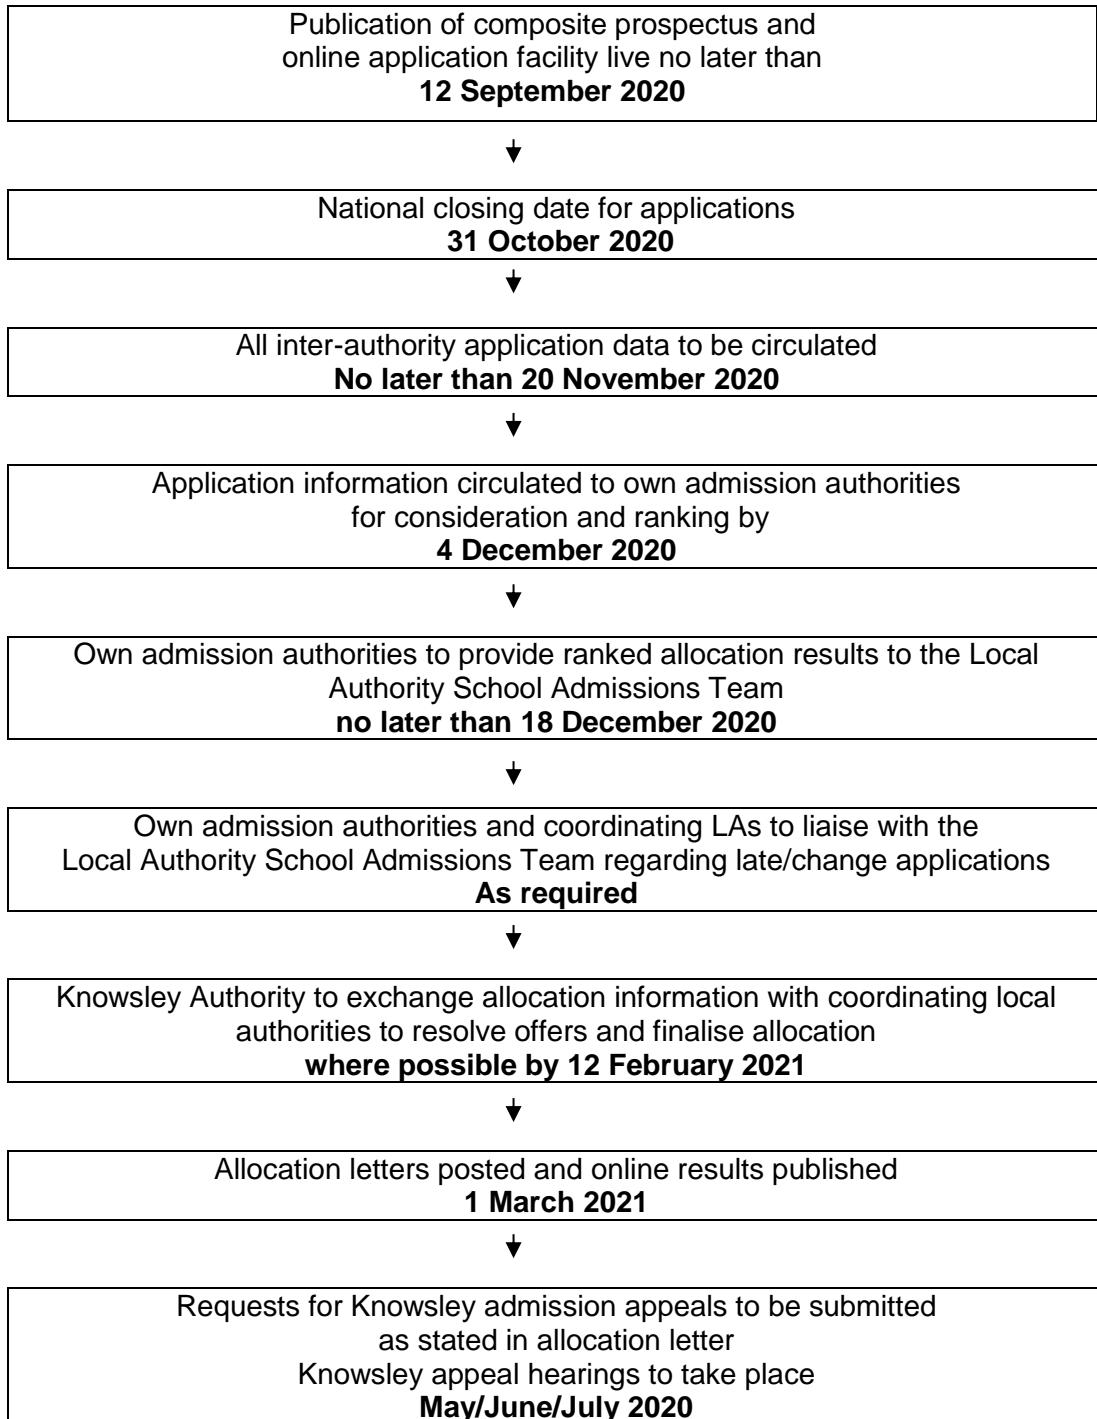 Publication of composite prospectus and
online application facility live no later than
12 September 2020
National closing date for applications
31 October 2020
All inter-authority application data to be circulated
No later than 20 November 2020
Application information circulated to own admission authorities
for consideration and ranking by
4 December 2020
Own admission authorities to provide ranked allocation results to the Local
Authority School Admissions Team
no later than 18 December 2020
Own admission authorities and coordinating LAs to liaise with the
Local Authority School Admissions Team regarding late/change applications
As required
Knowsley Authority to exchange allocation information with coordinating local
authorities to resolve offers and finalise allocation
where possible by 12 February 2021
Allocation letters posted and online results published
1 March 2021
Requests for Knowsley admission appeals to be submitted
as stated in allocation letter
Knowsley appeal hearings to take place
May/June/July 2020